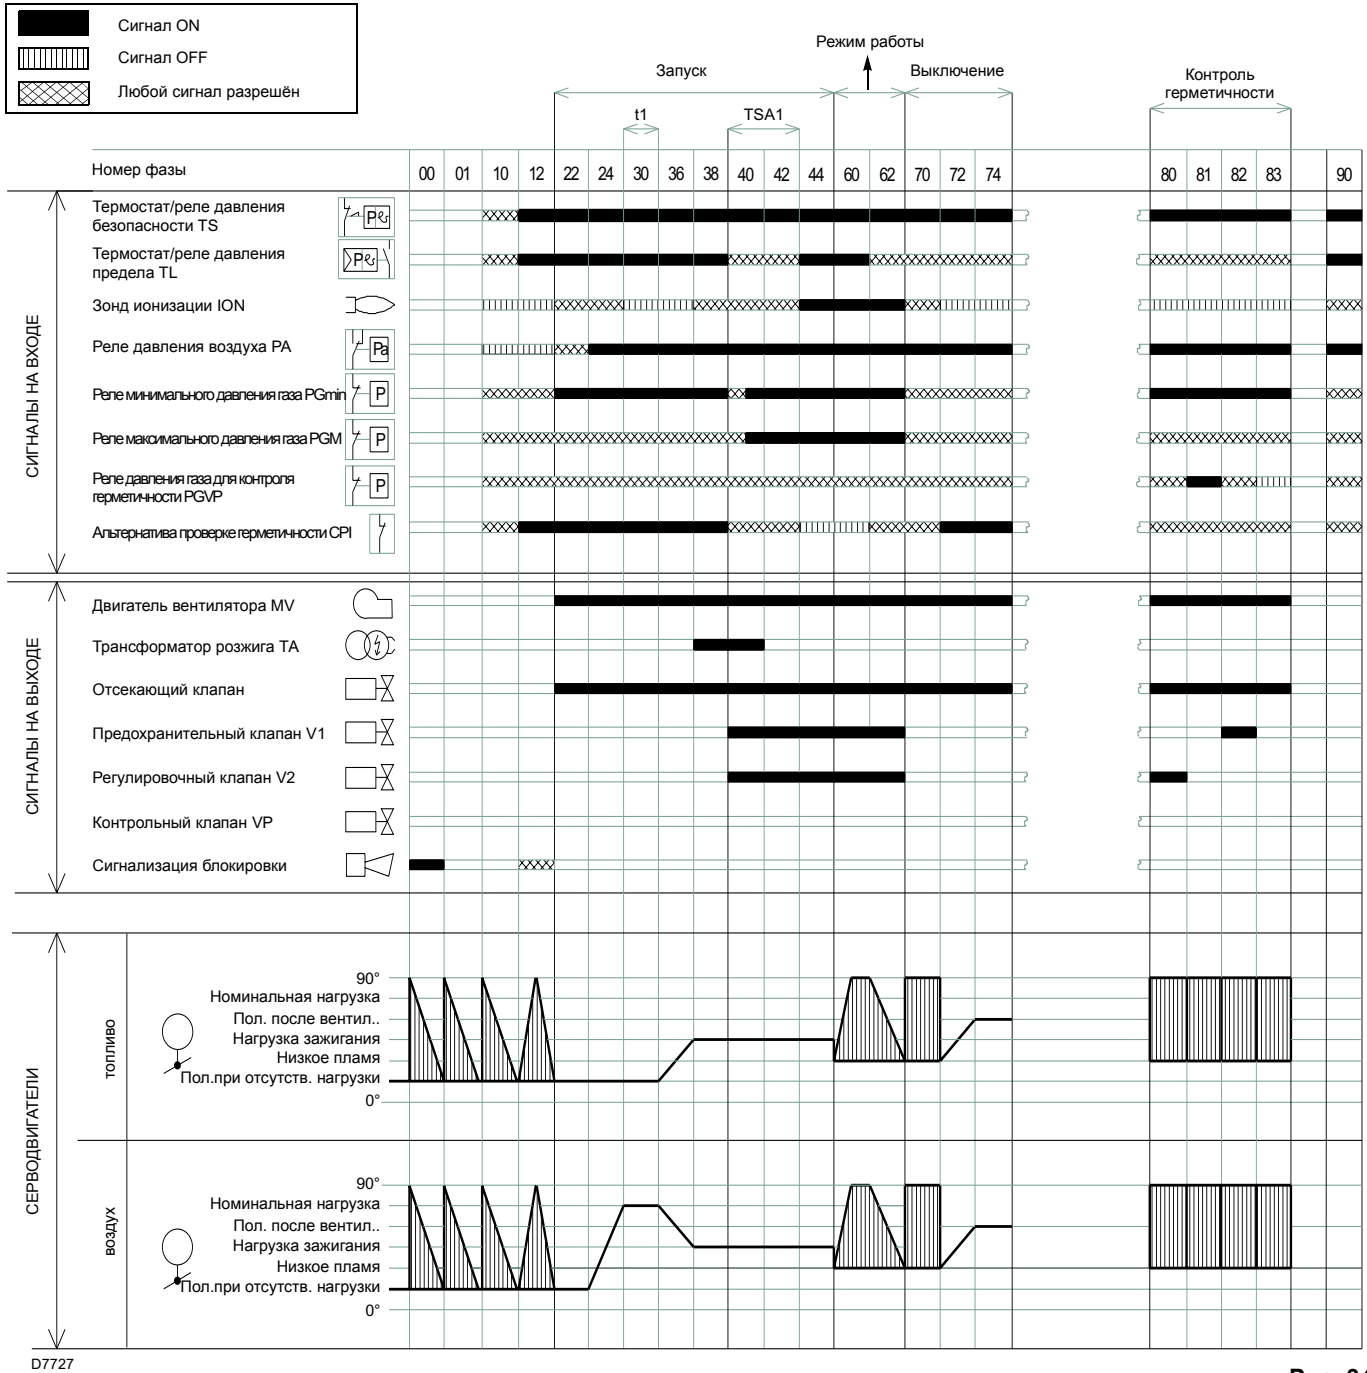 Сигнал ON
Сигнал OFF
Любой сигнал разрешён
Режим работы
Запуск
Выключение
Контроль
герметичности
t1
TSA1
Номер фазы
00 01 10 12 22 24 30 36 38 40 42 44 60 62 70 72 74 80 81 82 83 90
СИГНАЛЫ НА ВХОДЕ
Термостат/реле давления
безопасности TS
P
Термостат/реле давления
предела TL
P
Зонд ионизации ION
Реле давления воздуха PA
Pa
Реле минимального давления газа PGmin
P
Реле максимального давления газа PGM
P
Реле давления газа для контроля
герметичности PGVP
P
Альтернатива проверке герметичности CPI
СИГНАЛЫ НА ВЫХОДЕ
Двигатель вентилятора MV
Трансформатор розжига TA
Отсекающий клапан
Предохранительный клапан V1
Регулировочный клапан V2
Контрольный клапан VP
Сигнализация блокировки
СЕРВОДВИГАТЕЛИ
топливо
90°
Номинальная нагрузка
Пол. после вентил..
Нагрузка зажигания
Низкое пламя
Пол.при отсутств. нагрузки
0°
воздух
90°
Номинальная нагрузка
Пол. после вентил..
Нагрузка зажигания
Низкое пламя
Пол.при отсутств. нагрузки
0°
D7727